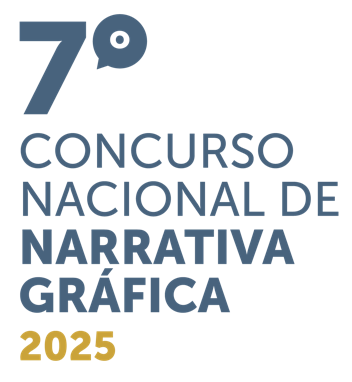 7º
CONCURSO
NACIONAL DE
NARRATIVA
GRÁFICA
2025